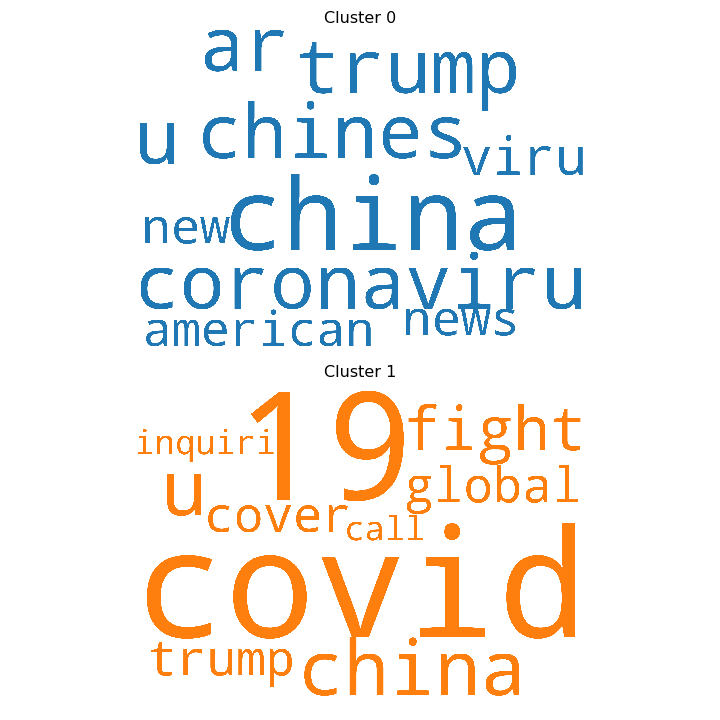 Cluster 0
ar
trump
u chines
viru
new china
coronaviru
american news
Cluster 1
19 fight
inquiri
u global
cover
call
covid
trump china